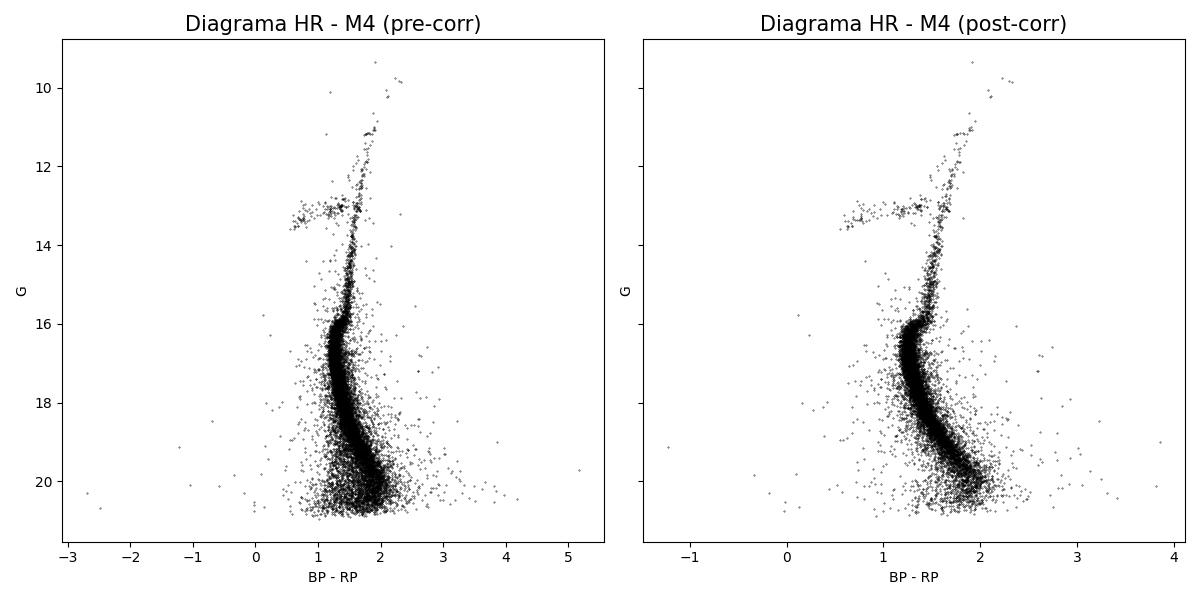 Diagrama HR - M4 (pre-corr)
Diagrama HR - M4 (post-corr)
10
12
14
16
18
20
G
G
−3 −2 −1 0 1 2 3 4 5
−1 0 1 2 3 4
BP - RP
BP - RP